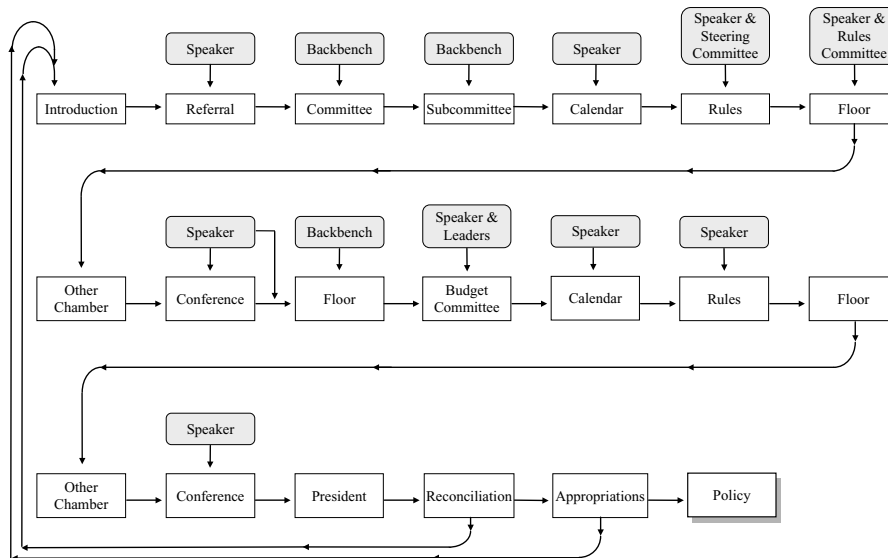 Speaker
Backbench
Backbench
Speaker
Speaker &
Steering
Committee
Speaker &
Rules
Committee
Introduction
Referral
Committee
Subcommittee
Calendar
Rules
Floor
Speaker
Backbench
Speaker &
Leaders
Speaker
Speaker
Other
Chamber
Conference
Floor
Budget
Committee
Calendar
Rules
Floor
Speaker
Other
Chamber
Conference
President
Reconciliation
Appropriations
Policy